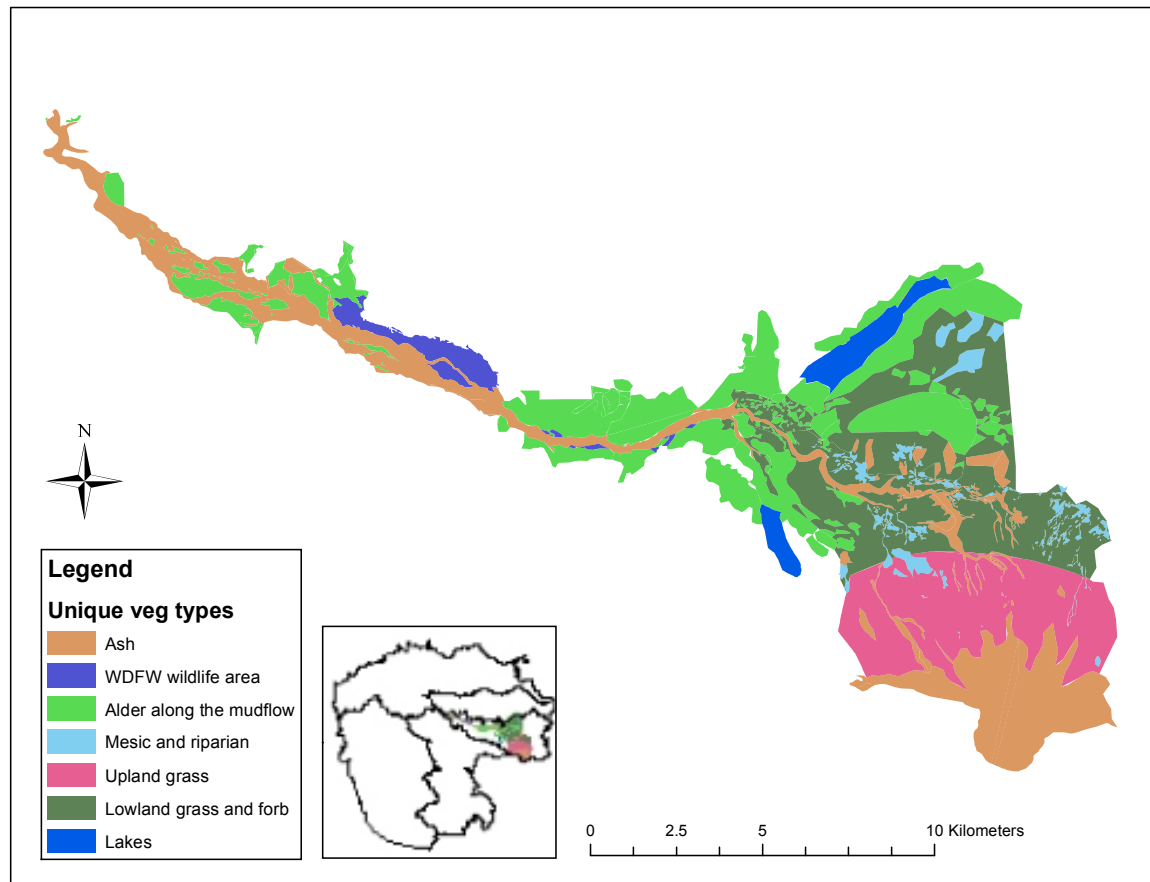 N
Legend
Unique veg types
Ash
WDFW wildlife area
Alder along the mudflow
Mesic and riparian
Upland grass
Lowland grass and forb
Lakes
0 2.5 5 10 Kilometers